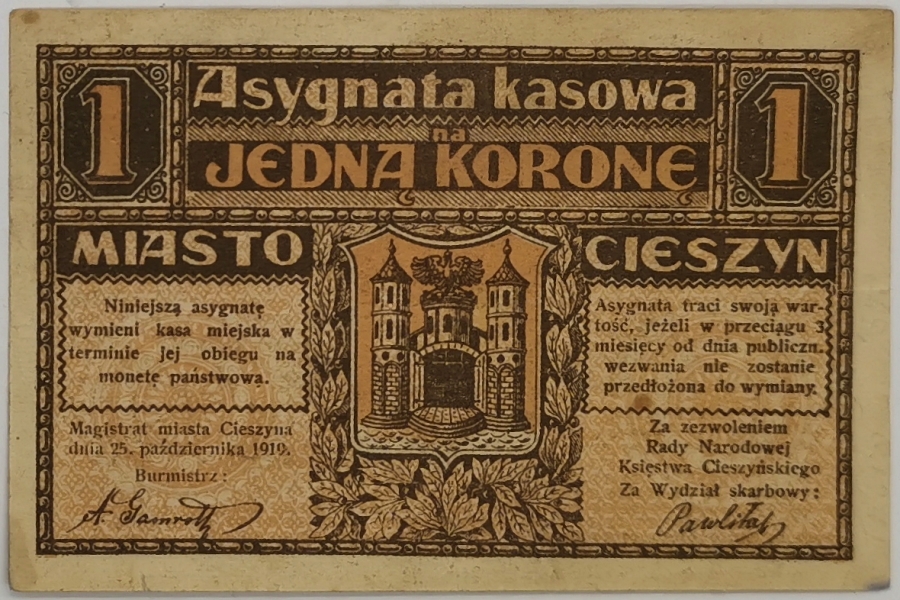 1
Asygnata kasowa
1
na
JEDNĄ KORONĘ
MIASTO
CIESZYN
Niniejszą asygnatę
wymieni kasa miejska w
terminie jej obiegu na
monetę państwową.
Magistrat miasta Cieszyna
dnia 25. października 1919.
Burmistrz:
A. Gamroth
Asygnata traci swoją war-
tość, jeżeli w przeciągu 3
miesięcy od dnia publiczn.
wezwania nie zostanie
przedłożona do wymiany.
Za zezwoleniem
Rady Narodowej
Księstwa Cieszyńskiego
Za Wydział skarbowy: